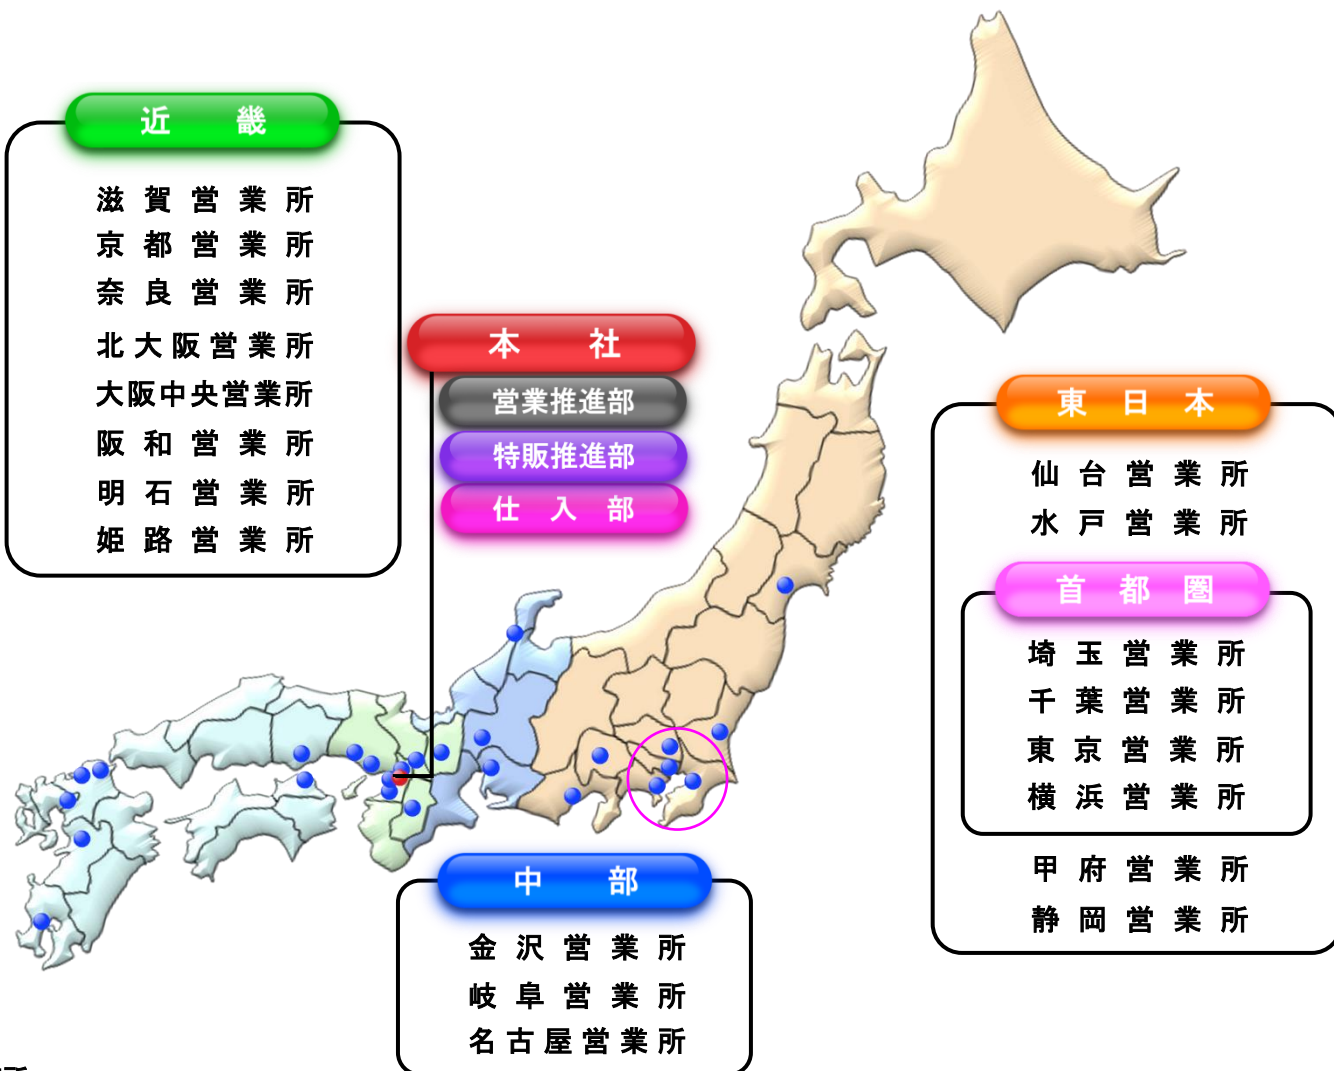 近畿
滋賀営業所
京都営業所
奈良営業所
北大阪営業所
大阪中央営業所
阪和営業所
明石営業所
姫路営業所
本社
営業推進部
特販推進部
仕入部
東日本
仙台営業所
水戸営業所
首都圏
埼玉営業所
千葉営業所
東京営業所
横浜営業所
甲府営業所
静岡営業所
中部
金沢営業所
岐阜営業所
名古屋営業所